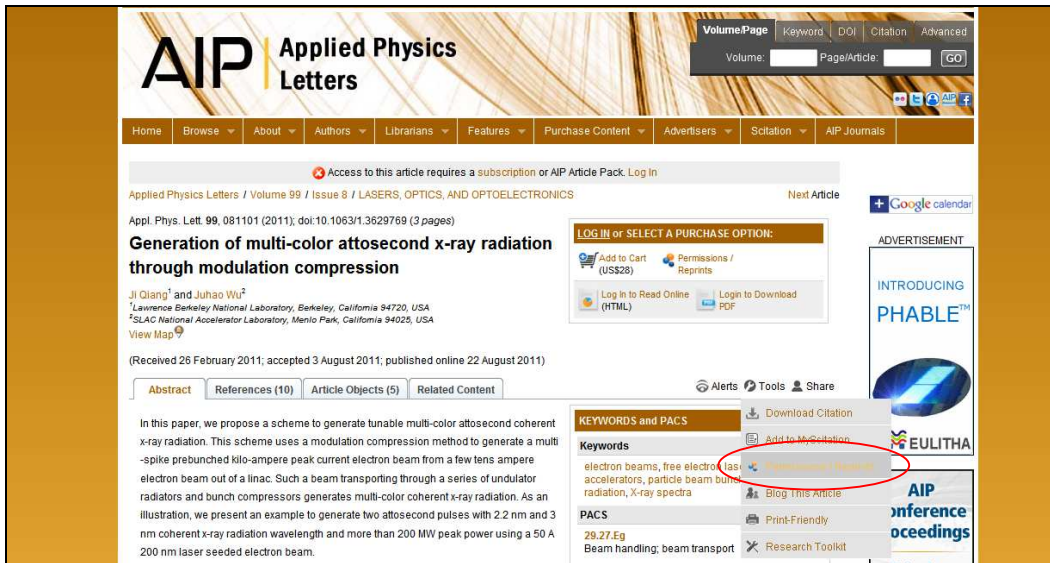 AIP Applied Physics
Letters
Volume/Page Keyword DOI Citation Advanced
Volume: Page/Article: GO
AIP
Home Browse About Authors Librarians Features Purchase Content Advertisers Scitation AIP Journals
Access to this article requires a subscription or AIP Article Pack. Log In
Applied Physics Letters / Volume 99 / Issue 8 / LASERS, OPTICS, AND OPTOELECTRONICS Next Article
Appl. Phys. Lett. 99, 081101 (2011); doi:10.1063/1.3629769 (3 pages)
Generation of multi-color attosecond x-ray radiation
through modulation compression
Ji Qiang1 and Juhao Wu2
1Lawrence Berkeley National Laboratory, Berkeley, California 94720, USA
2SLAC National Accelerator Laboratory, Menlo Park, California 94025, USA
View Map
(Received 26 February 2011; accepted 3 August 2011; published online 22 August 2011)
LOG IN or SELECT A PURCHASE OPTION:
Add to Cart
(US$28)
Permissions /
Reprints
Log In to Read Online
(HTML)
Login to Download
PDF
Abstract References (10) Article Objects (5) Related Content
Alerts Tools Share
In this paper, we propose a scheme to generate tunable multi-color attosecond coherent
x-ray radiation. This scheme uses a modulation compression method to generate a multi
-spike prebunched kilo-ampere peak current electron beam from a few tens ampere
electron beam out of a linac. Such a beam transporting through a series of undulator
radiators and bunch compressors generates multi-color coherent x-ray radiation. As an
illustration, we present an example to generate two attosecond pulses with 2.2 nm and 3
nm coherent x-ray radiation wavelength and more than 200 MW peak power using a 50 A
200 nm laser seeded electron beam.
KEYWORDS and PACS
Keywords
electron beams, free electron las
accelerators, particle beam bunc
radiation, X-ray spectra
PACS
29.27.Eg
Beam handling; beam transport
Download Citation
Add to MyScitation
Blog This Article
Print-Friendly
Research Toolkit
Google calendar
ADVERTISEMENT
INTRODUCING
PHABLE™
EULITHA
AIP
onference
oceedings